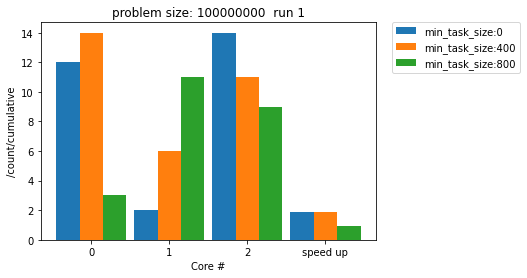 problem size: 100000000  run 1
min_task_size:0
min_task_size:400
min_task_size:800
/count/cumulative
14
12
10
8
6
4
2
0
0 1 2 speed up
Core #